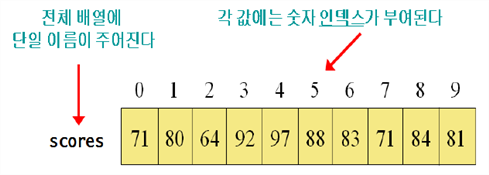 전체 배열에
단일 이름이 주어진다
각 값에는 숫자 인덱스가 부여된다
0 1 2 3 4 5 6 7 8 9
scores 71 80 64 92 97 88 83 71 84 81